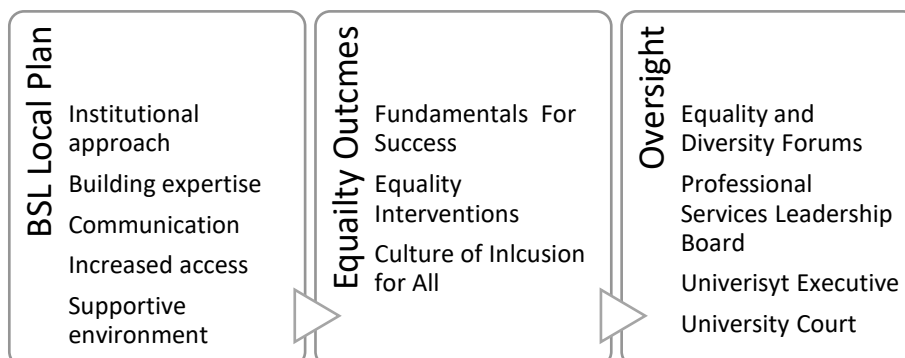 BSL Local Plan
Institutional
approach
Building expertise
Communication
Increased access
Supportive
environment
Equailty Outcmes
Fundamentals For
Success
Equality
Interventions
Culture of Inlcusion
for All
Oversight
Equality and
Diversity Forums
Professional
Services Leadership
Board
Univerisyt Executive
University Court